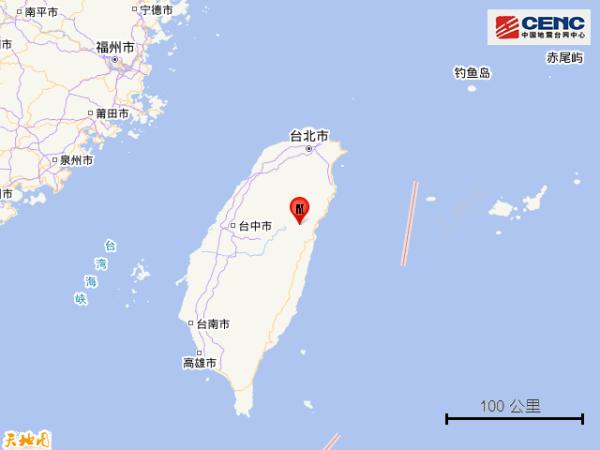 宁德市
南平市
CENC
中国地震台网中心
福州市
赤尾屿
钓鱼岛
莆田市
台北市
泉州市
台中市
台湾海峡
台南市
高雄市
100 公里
天地图